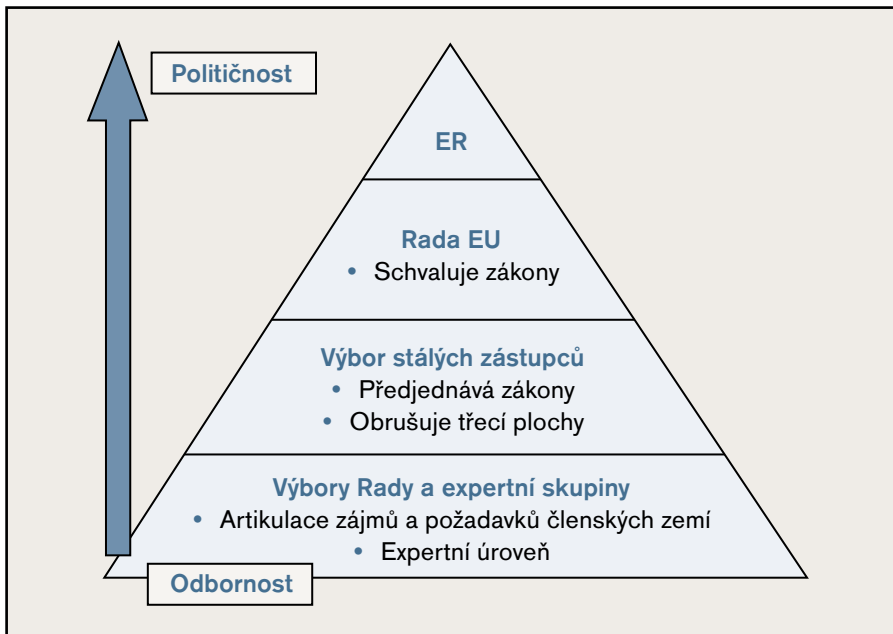 Političnost
ER
Rada EU
• Schvaluje zákony
Výbor stálých zástupců
• Předjednává zákony
• Obrušuje třecí plochy
Výbory Rady a expertní skupiny
• Artikulace zájmů a požadavků členských zemí
• Expertní úroveň
Odbornost